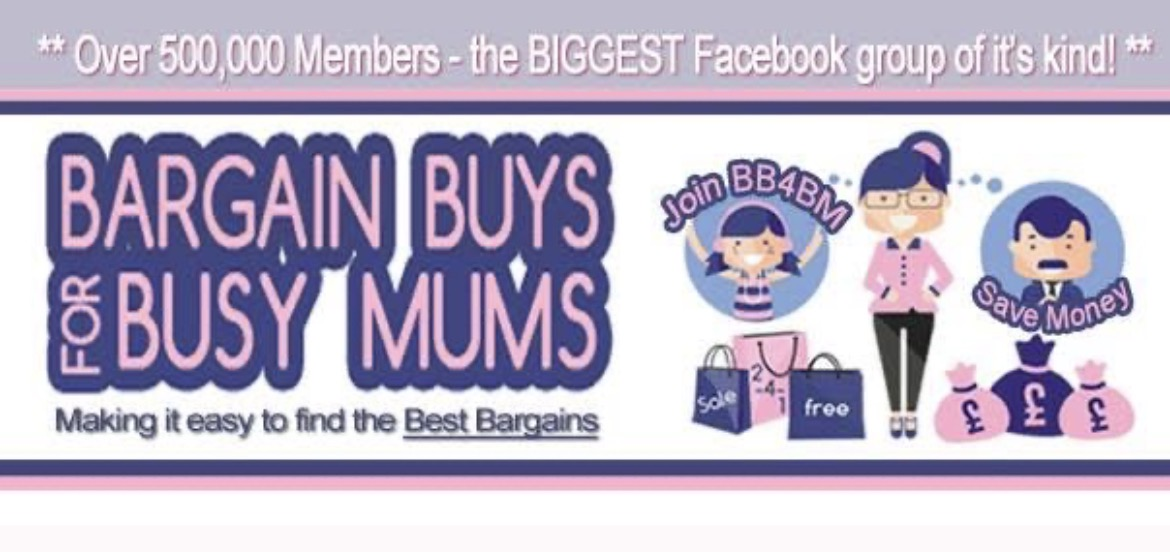 ** Over 500,000 Members - the BIGGEST Facebook group of it's kind! **
BARGAIN BUYS
FOR BUSY MUMS
Making it easy to find the Best Bargains
Join BB4BM
Save Money
sale
2
-4-
1
free
£
£
£